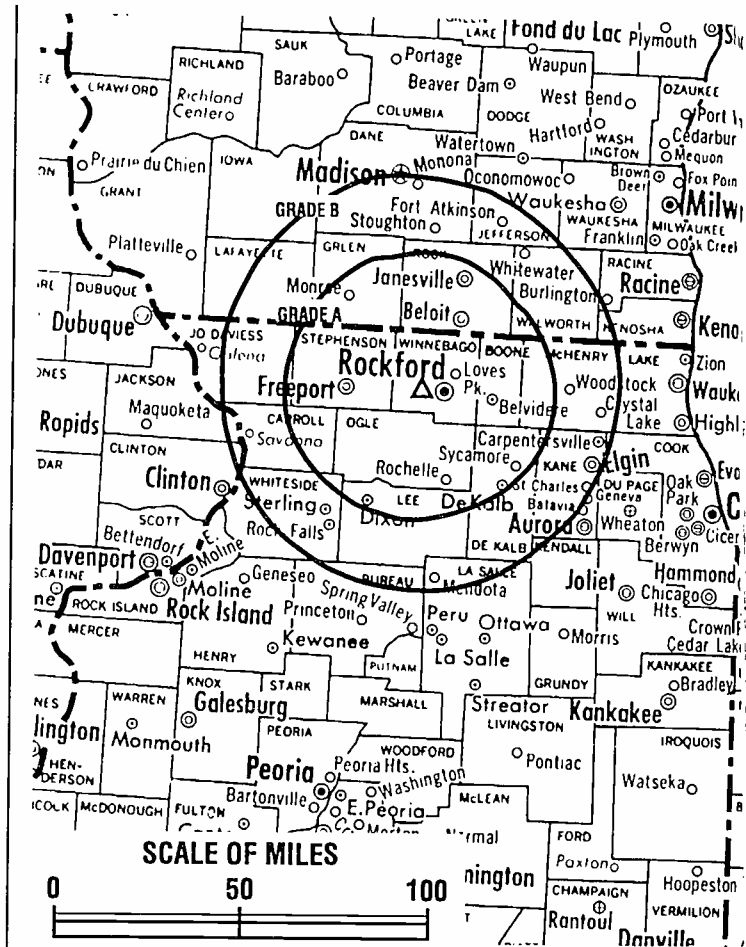 GREEN
LAKE
Fond du Lac
Plymouth
SAUK
Portage
Waupun
RICHLAND
Baraboo
Beaver Dam
OZAUKEE
CRAWFORD
Richland
Center
West Bend
COLUMBIA
DODGE
Hartford
WASH
INGTON
Cedarbur
DANE
Watertown
Mequon
IOWA
Prairie du Chien
Madison
Monona
Oconomowoc
Brown
Deer
Fox Poin
GRANT
GRADE B
Fort Atkinson
Waukesha
Milw
Stoughton
WAUKESHA
MILWAUKEE
JEFFERSON
Franklin
Oak Creek
Platteville
LAFAYETTE
GREEN
ROCK
Whitewater
RACINE
Janesville
Racine
DUBUQUE
Monroe
Burlington
Dubuque
GRADE A
Beloit
WALWORTH
KENOSHA
Keno
JO DAVIESS
Galena
STEPHENSON
WINNEBAGO
BOONE
McHENRY
LAKE
Zion
Rockford
Loves
Pk.
Woodstock
Wauk
JACKSON
Freeport
Belvidere
Crystal
Lake
Highl
Maquoketa
CARROLL
OGLE
Rapids
Savanna
Carpentersville
COOK
CLINTON
Sycamore
KANE
Elgin
Oak
Park
Evo
Clinton
WHITESIDE
Rochelle
St Charles
DU PAGE
Geneva
Sterling
LEE
DeKalb
Batavia
SCOTT
Rock Falls
Dixon
Aurora
Wheaton
Berwyn
Cicer
Bettendorf
E.
Moline
DE KALB
KENDALL
Davenport
LA SALLE
Hammond
Moline
Geneseo
BUREAU
Mendota
Joliet
Chicago
Hts.
ROCK ISLAND
Rock Island
Spring Valley
WILL
Princeton
Peru
Ottawa
Crown
MERCER
Kewanee
Morris
Cedar Lake
La Salle
KANKAKEE
HENRY
PUTNAM
Bradley
KNOX
STARK
GRUNDY
WARREN
Galesburg
MARSHALL
Streator
Kankakee
lington
PEORIA
LIVINGSTON
IROQUOIS
Monmouth
WOODFORD
Pontiac
HEN-
DERSON
Peoria
Peoria Hts.
Washington
Watseka
Bartonville
McLEAN
McDONOUGH
FULTON
E.Peoria
Morton
FORD
Normal
Paxton
SCALE OF MILES
Hoopeston
mington
CHAMPAIGN
0
50
100
Rantoul
VERMILION
Danville